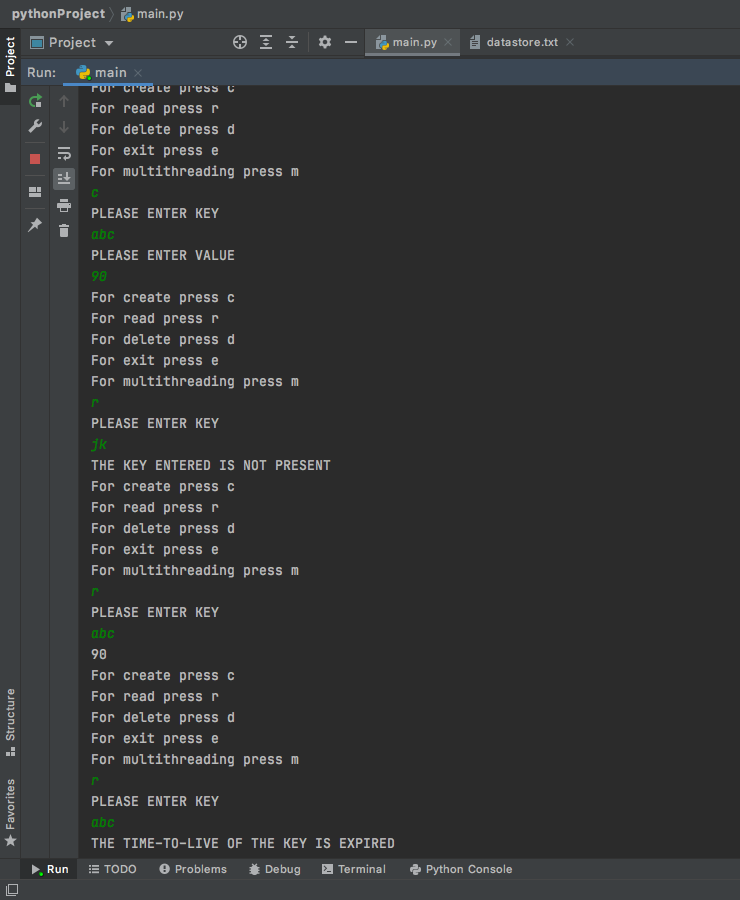 pythonProject main.py
Project main.py datastore.txt
Project
Run: main
For create press c
For read press r
For delete press d
For exit press e
For multithreading press m
c
PLEASE ENTER KEY
abc
PLEASE ENTER VALUE
90
For create press c
For read press r
For delete press d
For exit press e
For multithreading press m
r
PLEASE ENTER KEY
jk
THE KEY ENTERED IS NOT PRESENT
For create press c
For read press r
For delete press d
For exit press e
For multithreading press m
r
PLEASE ENTER KEY
abc
90
For create press c
For read press r
For delete press d
For exit press e
For multithreading press m
r
PLEASE ENTER KEY
abc
THE TIME-TO-LIVE OF THE KEY IS EXPIRED
Structure
Favorites
Run TODO Problems Debug Terminal Python Console